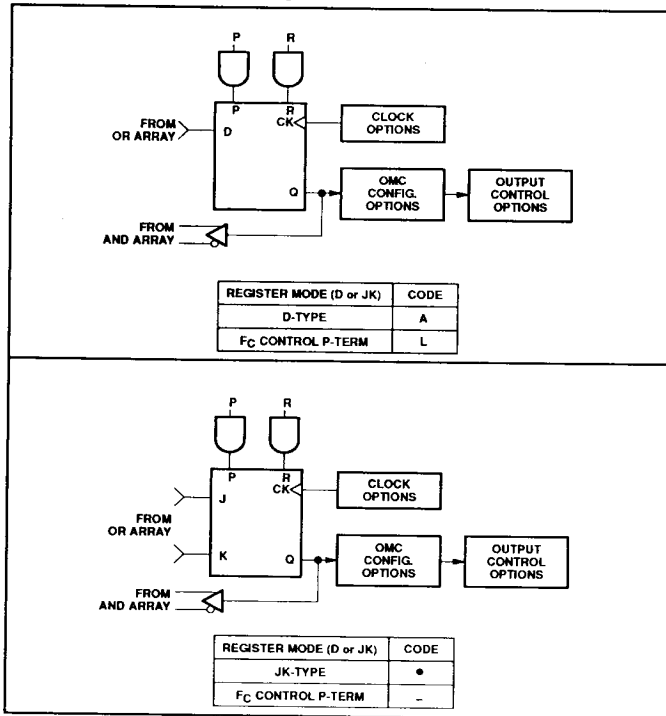 P R
P R
FROM
OR ARRAY
D
CK
CLOCK
OPTIONS
Q
OMC
CONFIG.
OPTIONS
OUTPUT
CONTROL
OPTIONS
FROM
AND ARRAY
REGISTER MODE (D or JK) CODE
D-TYPE A
FC CONTROL P-TERM L
P R
P R
J
CK
CLOCK
OPTIONS
FROM
OR ARRAY
K
Q
OMC
CONFIG.
OPTIONS
OUTPUT
CONTROL
OPTIONS
FROM
AND ARRAY
REGISTER MODE (D or JK) CODE
JK-TYPE •
FC CONTROL P-TERM –